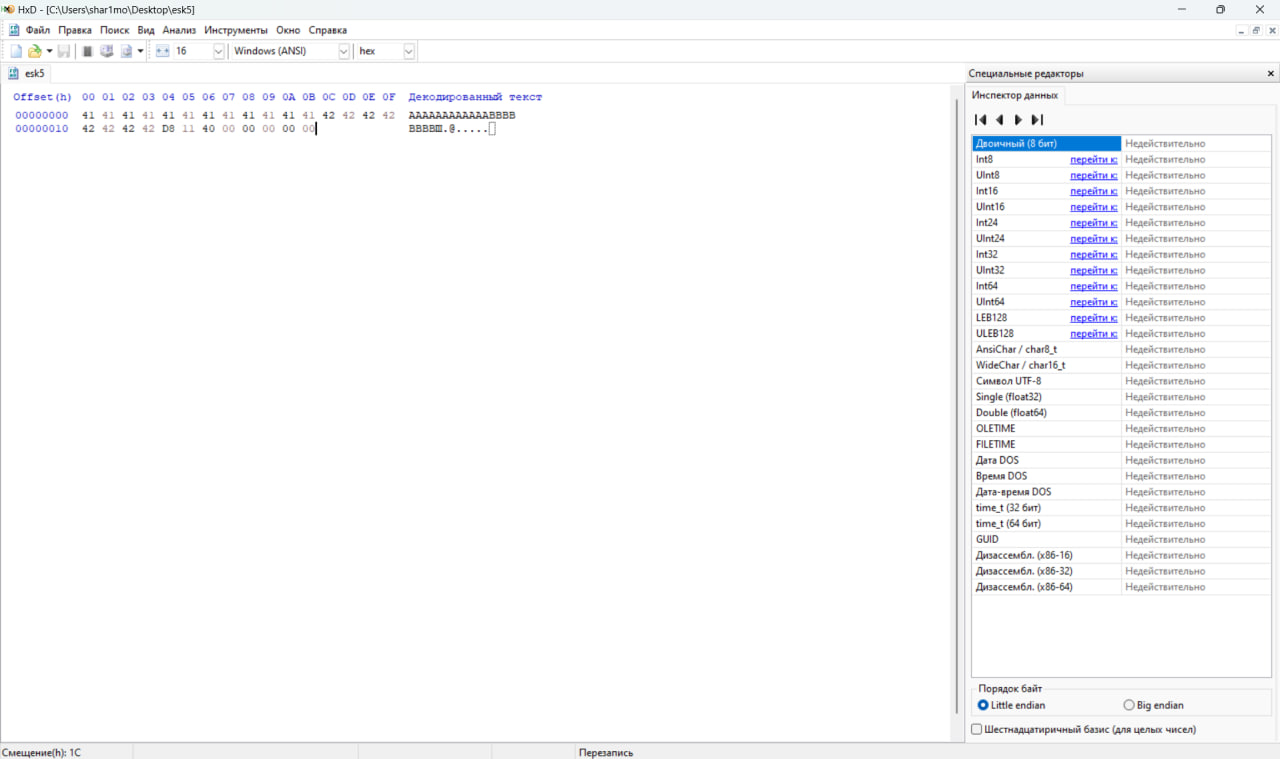 HxD - [C:\Users\shar1mo\Desktop\esk5]
Файл Правка Поиск Вид Анализ Инструменты Окно Справка
16 Windows (ANSI) hex
esk5
Offset(h) 00 01 02 03 04 05 06 07 08 09 0A 0B 0C 0D 0E 0F Декодированный текст
00000000 41 41 41 41 41 41 41 41 41 41 41 41 42 42 42 42 AAAAAAAAAAAABBBB
00000010 42 42 42 42 D8 11 40 00 00 00 00 00 BBBBШ.@.....
Специальные редакторы
Инспектор данных
Двоичный (8 бит) Недействительно
Int8 перейти к: Недействительно
UInt8 перейти к: Недействительно
Int16 перейти к: Недействительно
UInt16 перейти к: Недействительно
Int24 перейти к: Недействительно
UInt24 перейти к: Недействительно
Int32 перейти к: Недействительно
UInt32 перейти к: Недействительно
Int64 перейти к: Недействительно
UInt64 перейти к: Недействительно
LEB128 перейти к: Недействительно
ULEB128 перейти к: Недействительно
AnsiChar / char8_t Недействительно
WideChar / char16_t Недействительно
Символ UTF-8 Недействительно
Single (float32) Недействительно
Double (float64) Недействительно
OLETIME Недействительно
FILETIME Недействительно
Дата DOS Недействительно
Время DOS Недействительно
Дата-время DOS Недействительно
time_t (32 бит) Недействительно
time_t (64 бит) Недействительно
GUID Недействительно
Дизассембл. (x86-16) Недействительно
Дизассембл. (x86-32) Недействительно
Дизассембл. (x86-64) Недействительно
Порядок байт
Little endian Big endian
Шестнадцатиричный базис (для целых чисел)
Смещение(h): 1C Перезапись